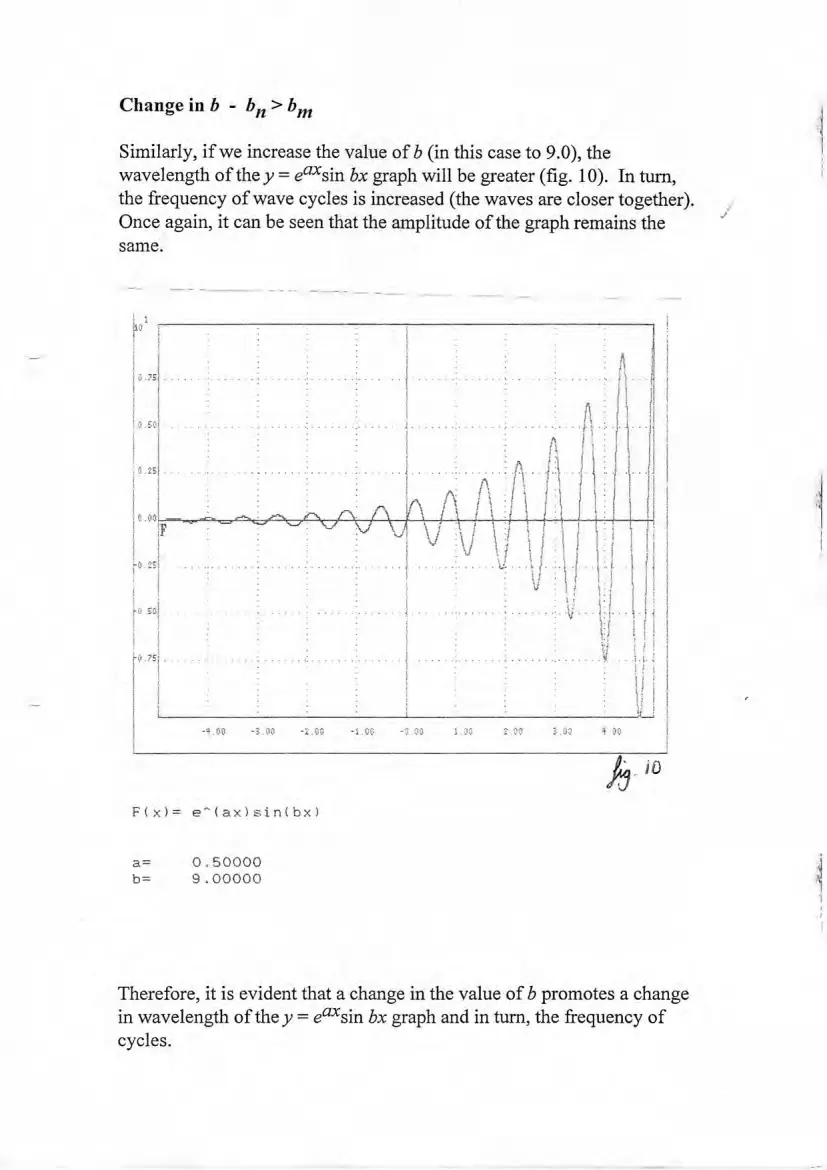 Change in b - bn > bm
Similarly, if we increase the value of b (in this case to 9.0), the
wavelength of the y = e^ax sin bx graph will be greater (fig. 10). In turn,
the frequency of wave cycles is increased (the waves are closer together).
Once again, it can be seen that the amplitude of the graph remains the
same.
10^1
0.75
0.50
0.25
0.00
F
-0.25
-0.50
-0.75
-4.00 -3.00 -2.00 -1.00 -0.00 1.00 2.00 3.00 4.00
fig. 10
F(x)= e^(ax)sin(bx)
a= 0.50000
b= 9.00000
Therefore, it is evident that a change in the value of b promotes a change
in wavelength of the y = e^ax sin bx graph and in turn, the frequency of
cycles.